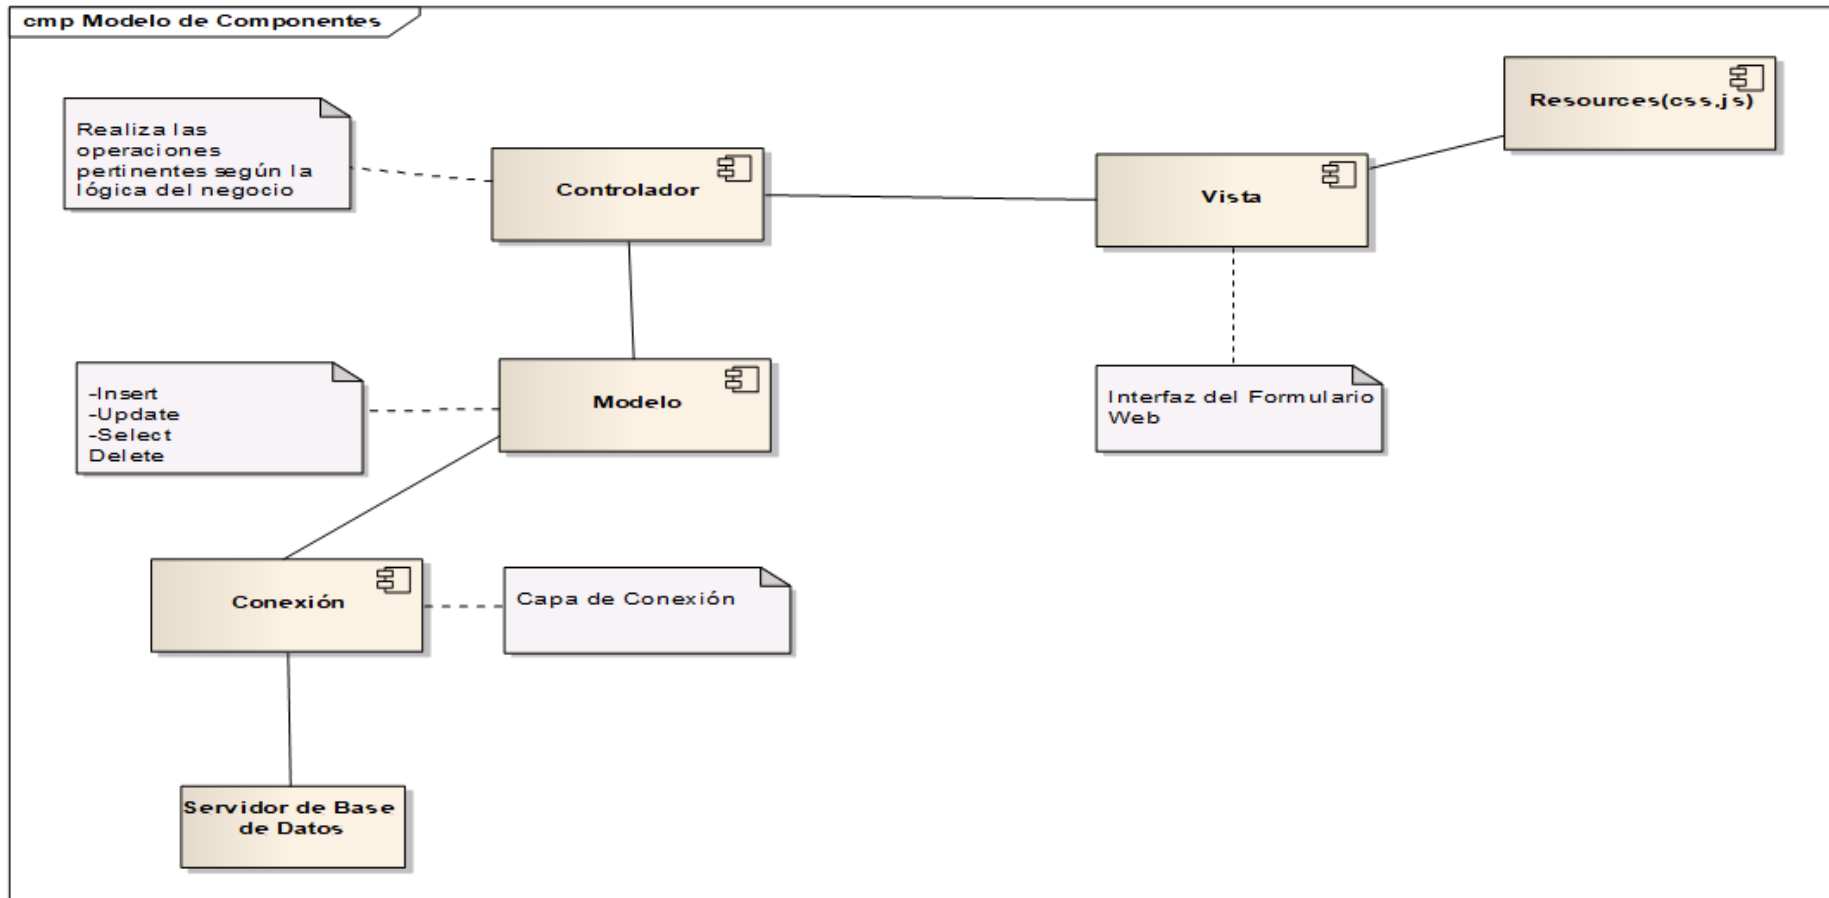 cmp Modelo de Componentes
Resources(css.js)
Realiza las
operaciones
pertinentes según la
lógica del negocio
Controlador
Vista
-Insert
-Update
-Select
Delete
Modelo
Interfaz del Formulario
Web
Conexión
Capa de Conexión
Servidor de Base
de Datos